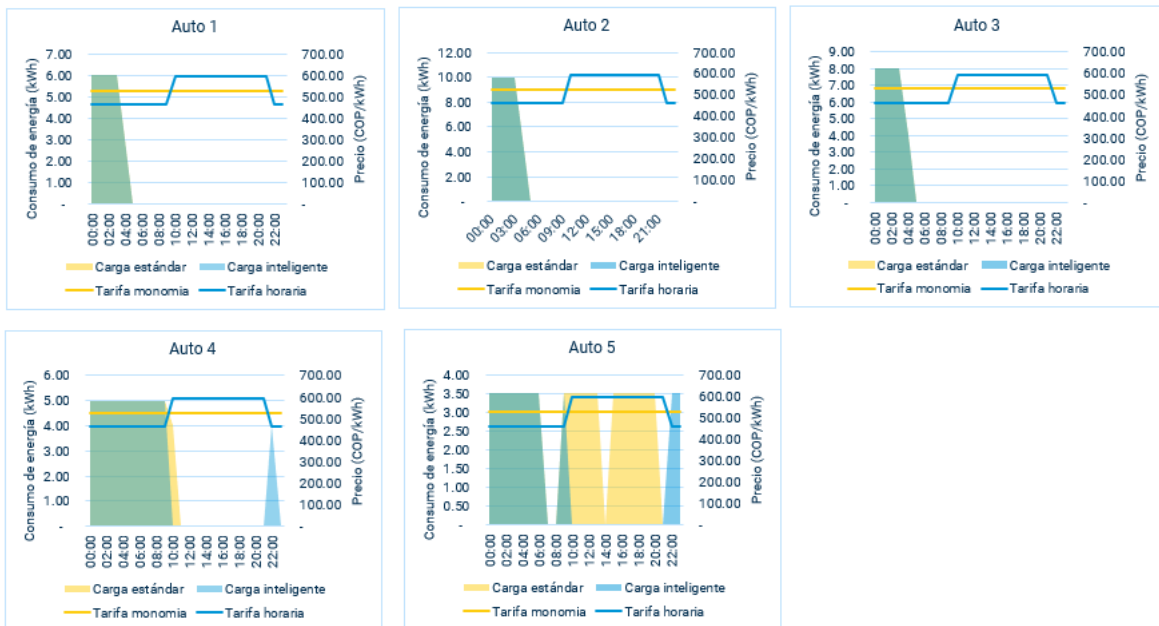 Auto 1
Consumo de energía (kWh)
7.00
6.00
5.00
4.00
3.00
2.00
1.00
-
700.00
600.00
500.00
400.00
300.00
200.00
100.00
-
Precio (COP/kWh)
00:00 02:00 04:00 06:00 08:00 10:00 12:00 14:00 16:00 18:00 20:00 22:00
Carga estándar Carga inteligente
Tarifa monomia Tarifa horaria
Auto 2
Consumo de energía (kWh)
12.00
10.00
8.00
6.00
4.00
2.00
-
700.00
600.00
500.00
400.00
300.00
200.00
100.00
-
Precio (COP/kWh)
00:00 03:00 06:00 09:00 12:00 15:00 18:00 21:00
Carga estándar Carga inteligente
Tarifa monomia Tarifa horaria
Auto 3
Consumo de energía (kWh)
9.00
8.00
7.00
6.00
5.00
4.00
3.00
2.00
1.00
-
700.00
600.00
500.00
400.00
300.00
200.00
100.00
-
Precio (COP/kWh)
00:00 02:00 04:00 06:00 08:00 10:00 12:00 14:00 16:00 18:00 20:00 22:00
Carga estándar Carga inteligente
Tarifa monomia Tarifa horaria
Auto 4
Consumo de energía (kWh)
6.00
5.00
4.00
3.00
2.00
1.00
-
700.00
600.00
500.00
400.00
300.00
200.00
100.00
-
Precio (COP/kWh)
00:00 02:00 04:00 06:00 08:00 10:00 12:00 14:00 16:00 18:00 20:00 22:00
Carga estándar Carga inteligente
Tarifa monomia Tarifa horaria
Auto 5
Consumo de energía (kWh)
4.00
3.50
3.00
2.50
2.00
1.50
1.00
0.50
-
700.00
600.00
500.00
400.00
300.00
200.00
100.00
-
Precio (COP/kWh)
00:00 02:00 04:00 06:00 08:00 10:00 12:00 14:00 16:00 18:00 20:00 22:00
Carga estándar Carga inteligente
Tarifa monomia Tarifa horaria